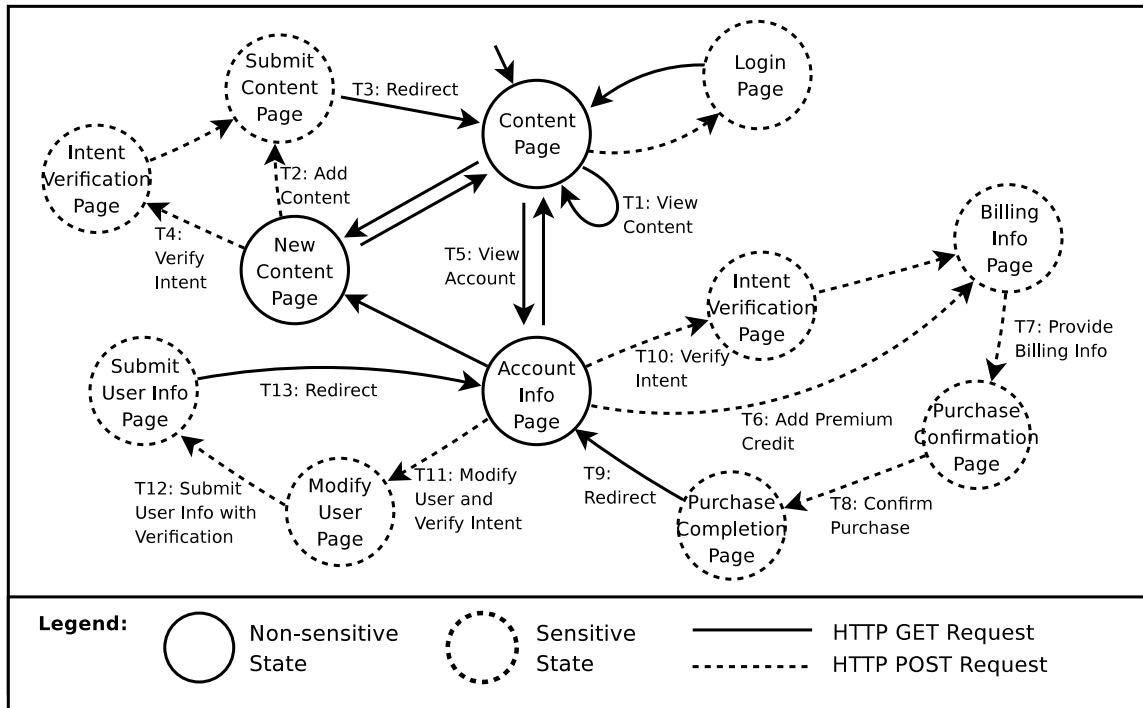 Submit
Content
Page
T3: Redirect
Content
Page
Login
Page
Intent
Verification
Page
T2: Add
Content
T1: View
Content
T4:
Verify
Intent
New
Content
Page
T5: View
Account
Billing
Info
Page
Intent
Verification
Page
T7: Provide
Billing Info
T10: Verify
Intent
Submit
User Info
Page
T13: Redirect
Account
Info
Page
T6: Add Premium
Credit
Purchase
Confirmation
Page
T12: Submit
User Info with
Verification
Modify
User
Page
T11: Modify
User and
Verify Intent
T9:
Redirect
Purchase
Completion
Page
T8: Confirm
Purchase
Legend:
Non-sensitive
State
Sensitive
State
HTTP GET Request
HTTP POST Request